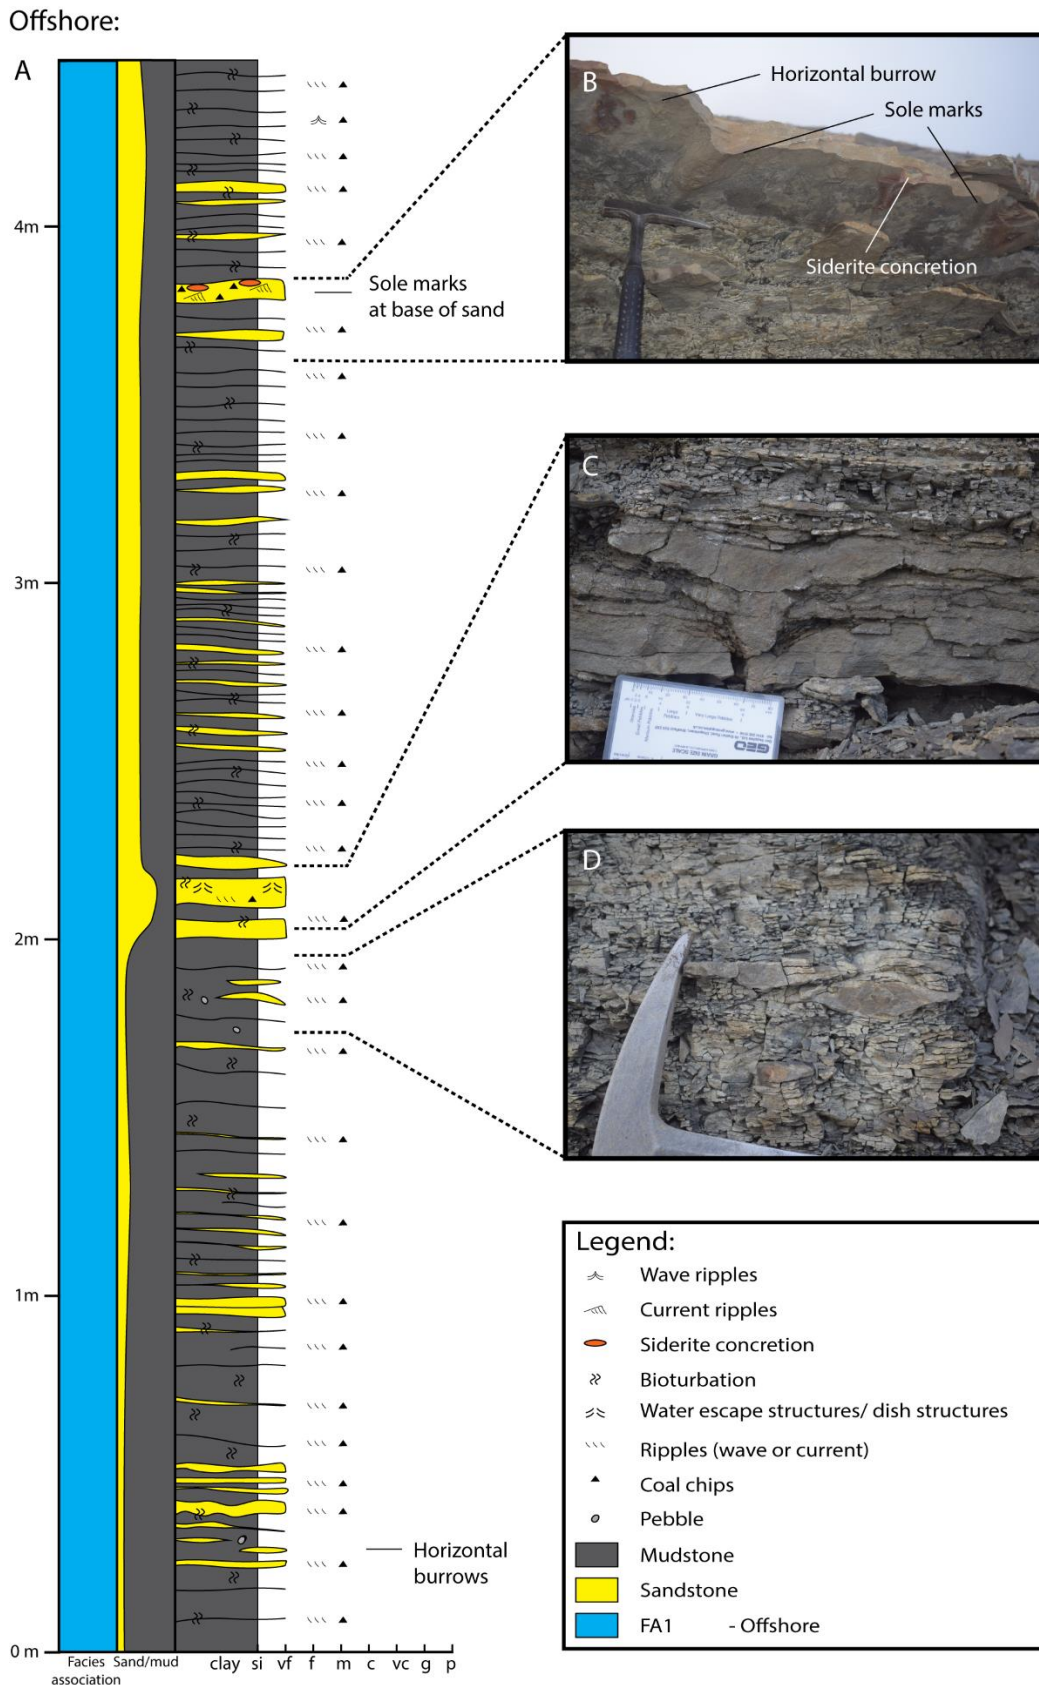 Offshore:
A
4m
3m
2m
1m
0 m
Facies
association
Sand/mud
clay si vf f m c vc g p
Sole marks
at base of sand
Horizontal
burrows
B
Horizontal burrow
Sole marks
Siderite concretion
C
GEO
D
Legend:
Wave ripples
Current ripples
Siderite concretion
Bioturbation
Water escape structures/ dish structures
Ripples (wave or current)
Coal chips
Pebble
Mudstone
Sandstone
FA1 - Offshore